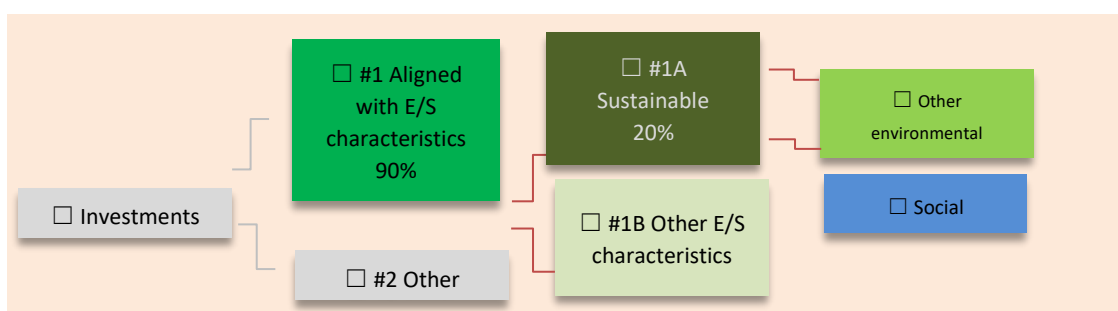 ☐ Investments
☐ #1 Aligned
with E/S
characteristics
90%
☐ #2 Other
☐ #1A
Sustainable
20%
☐ #1B Other E/S
characteristics
☐ Other
environmental
☐ Social